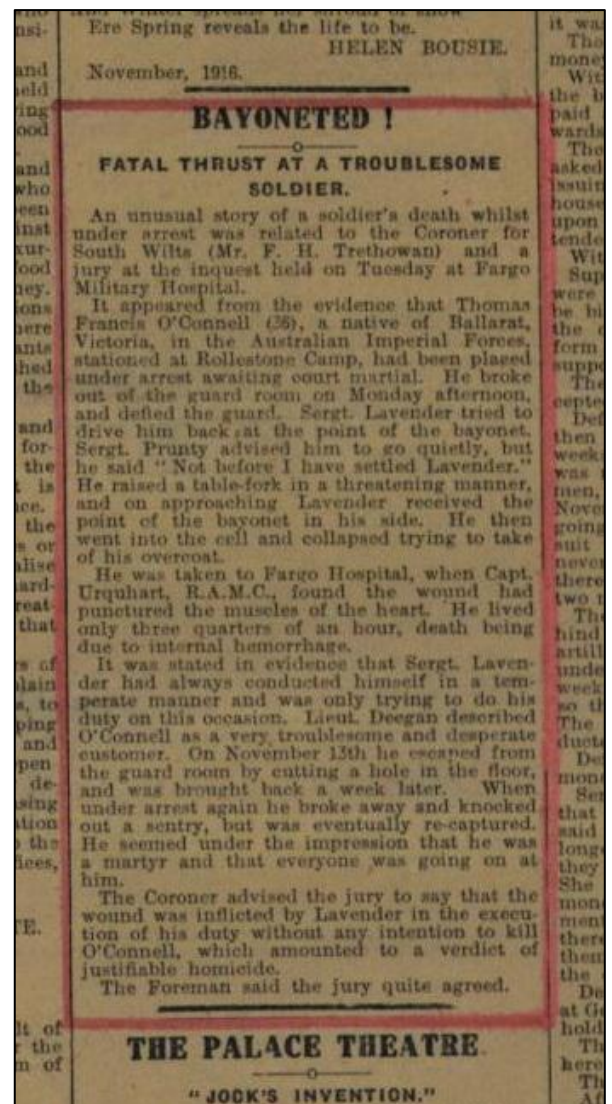 Ere Spring reveals the life to be.
HELEN BOUSIE.
November, 1916.
BAYONETED !
FATAL THRUST AT A TROUBLESOME
SOLDIER.
An unusual story of a soldier's death whilst
under arrest was related to the Coroner for
South Wilts (Mr. F. H. Trethowan) and a
jury at the inquest held on Tuesday at Fargo
Military Hospital.
It appeared from the evidence that Thomas
Francis O'Connell (36), a native of Ballarat,
Victoria, in the Australian Imperial Forces,
stationed at Rollestone Camp, had been placed
under arrest awaiting court martial. He broke
out of the guard room on Monday afternoon,
and defied the guard. Sergt. Lavender tried to
drive him back at the point of the bayonet.
Sergt. Prunty advised him to go quietly, but
he said "Not before I have settled Lavender."
He raised a table-fork in a threatening manner,
and on approaching Lavender received the
point of the bayonet in his side. He then
went into the cell and collapsed trying to take
of his overcoat.
He was taken to Fargo Hospital, when Capt.
Urquhart, R.A.M.C., found the wound had
punctured the muscles of the heart. He lived
only three quarters of an hour, death being
due to internal hemorrhage.
It was stated in evidence that Sergt. Laven-
der had always conducted himself in a tem-
perate manner and was only trying to do his
duty on this occasion. Lieut. Deegan described
O'Connell as a very troublesome and desperate
customer. On November 13th he escaped from
the guard room by cutting a hole in the floor,
and was brought back a week later. When
under arrest again he broke away and knocked
out a sentry, but was eventually re-captured.
He seemed under the impression that he was
a martyr and that everyone was going on at
him.
The Coroner advised the jury to say that the
wound was inflicted by Lavender in the execu-
tion of his duty without any intention to kill
O'Connell, which amounted to a verdict of
justifiable homicide.
The Foreman said the jury quite agreed.
THE PALACE THEATRE
"JOCK'S INVENTION."